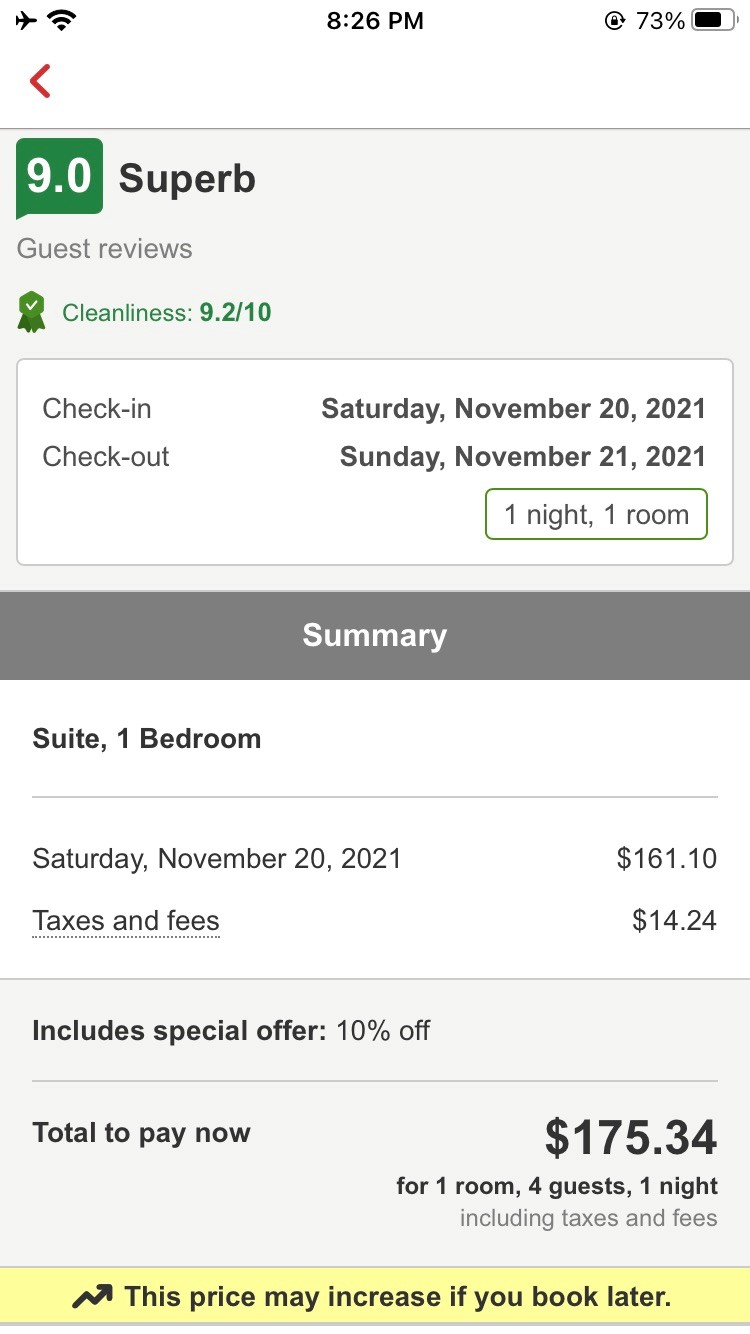 8:26 PM 73%
9.0 Superb
Guest reviews
Cleanliness: 9.2/10
Check-in Saturday, November 20, 2021
Check-out Sunday, November 21, 2021
1 night, 1 room
Summary
Suite, 1 Bedroom
Saturday, November 20, 2021 $161.10
Taxes and fees $14.24
Includes special offer: 10% off
Total to pay now $175.34
for 1 room, 4 guests, 1 night
including taxes and fees
This price may increase if you book later.